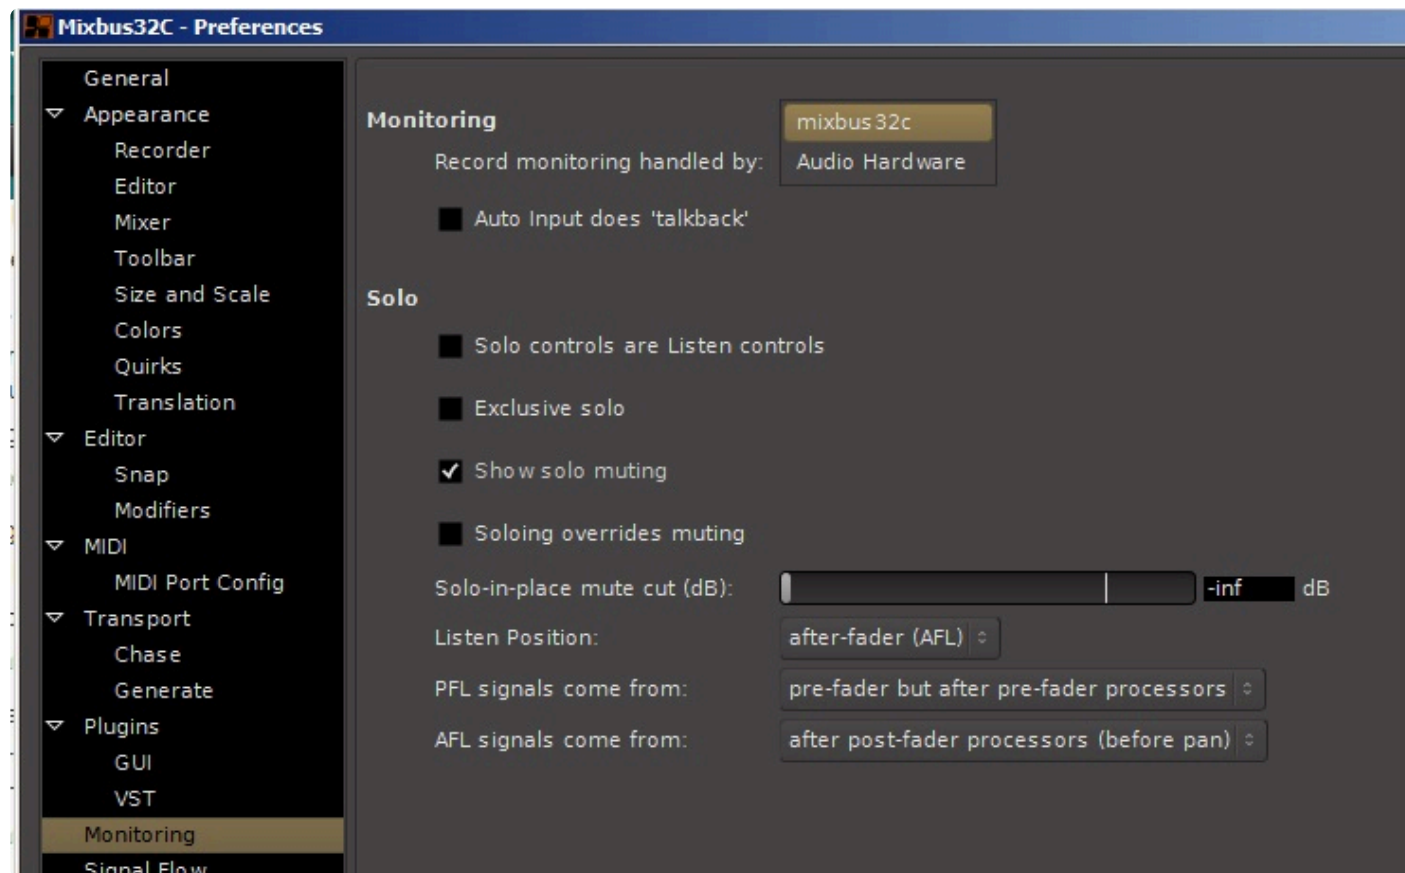 Mixbus32C - Preferences
General
Appearance
Recorder
Editor
Mixer
Toolbar
Size and Scale
Colors
Quirks
Translation
Editor
Snap
Modifiers
MIDI
MIDI Port Config
Transport
Chase
Generate
Plugins
GUI
VST
Monitoring
Signal Flow
Monitoring
mixbus32c
Record monitoring handled by: Audio Hardware
Auto Input does 'talkback'
Solo
Solo controls are Listen controls
Exclusive solo
Show solo muting
Soloing overrides muting
Solo-in-place mute cut (dB): -inf dB
Listen Position: after-fader (AFL)
PFL signals come from: pre-fader but after pre-fader processors
AFL signals come from: after post-fader processors (before pan)